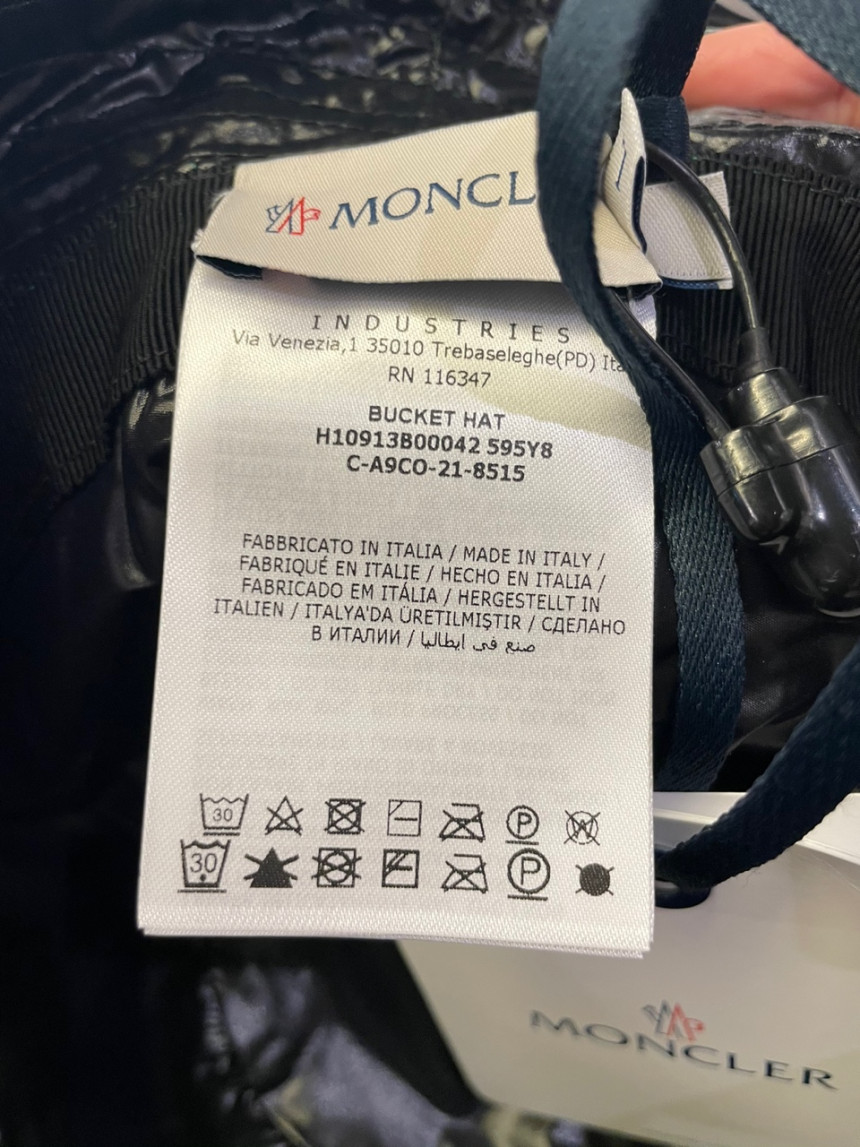 MONCL
INDUSTRIES
Via Venezia,1 35010 Trebaseleghe(PD) Ita
RN 116347
BUCKET HAT
H10913B00042 595Y8
C-A9CO-21-8515
FABBRICATO IN ITALIA / MADE IN ITALY /
FABRIQUÉ EN ITALIE / HECHO EN ITALIA /
FABRICADO EM ITÁLIA / HERGESTELLT IN
ITALIEN / ITALYA'DA ÜRETILMIŞTIR / СДЕЛАНО
В ИТАЛИИ / صنع في ايطاليا
30 P W
30 P
MONCLER